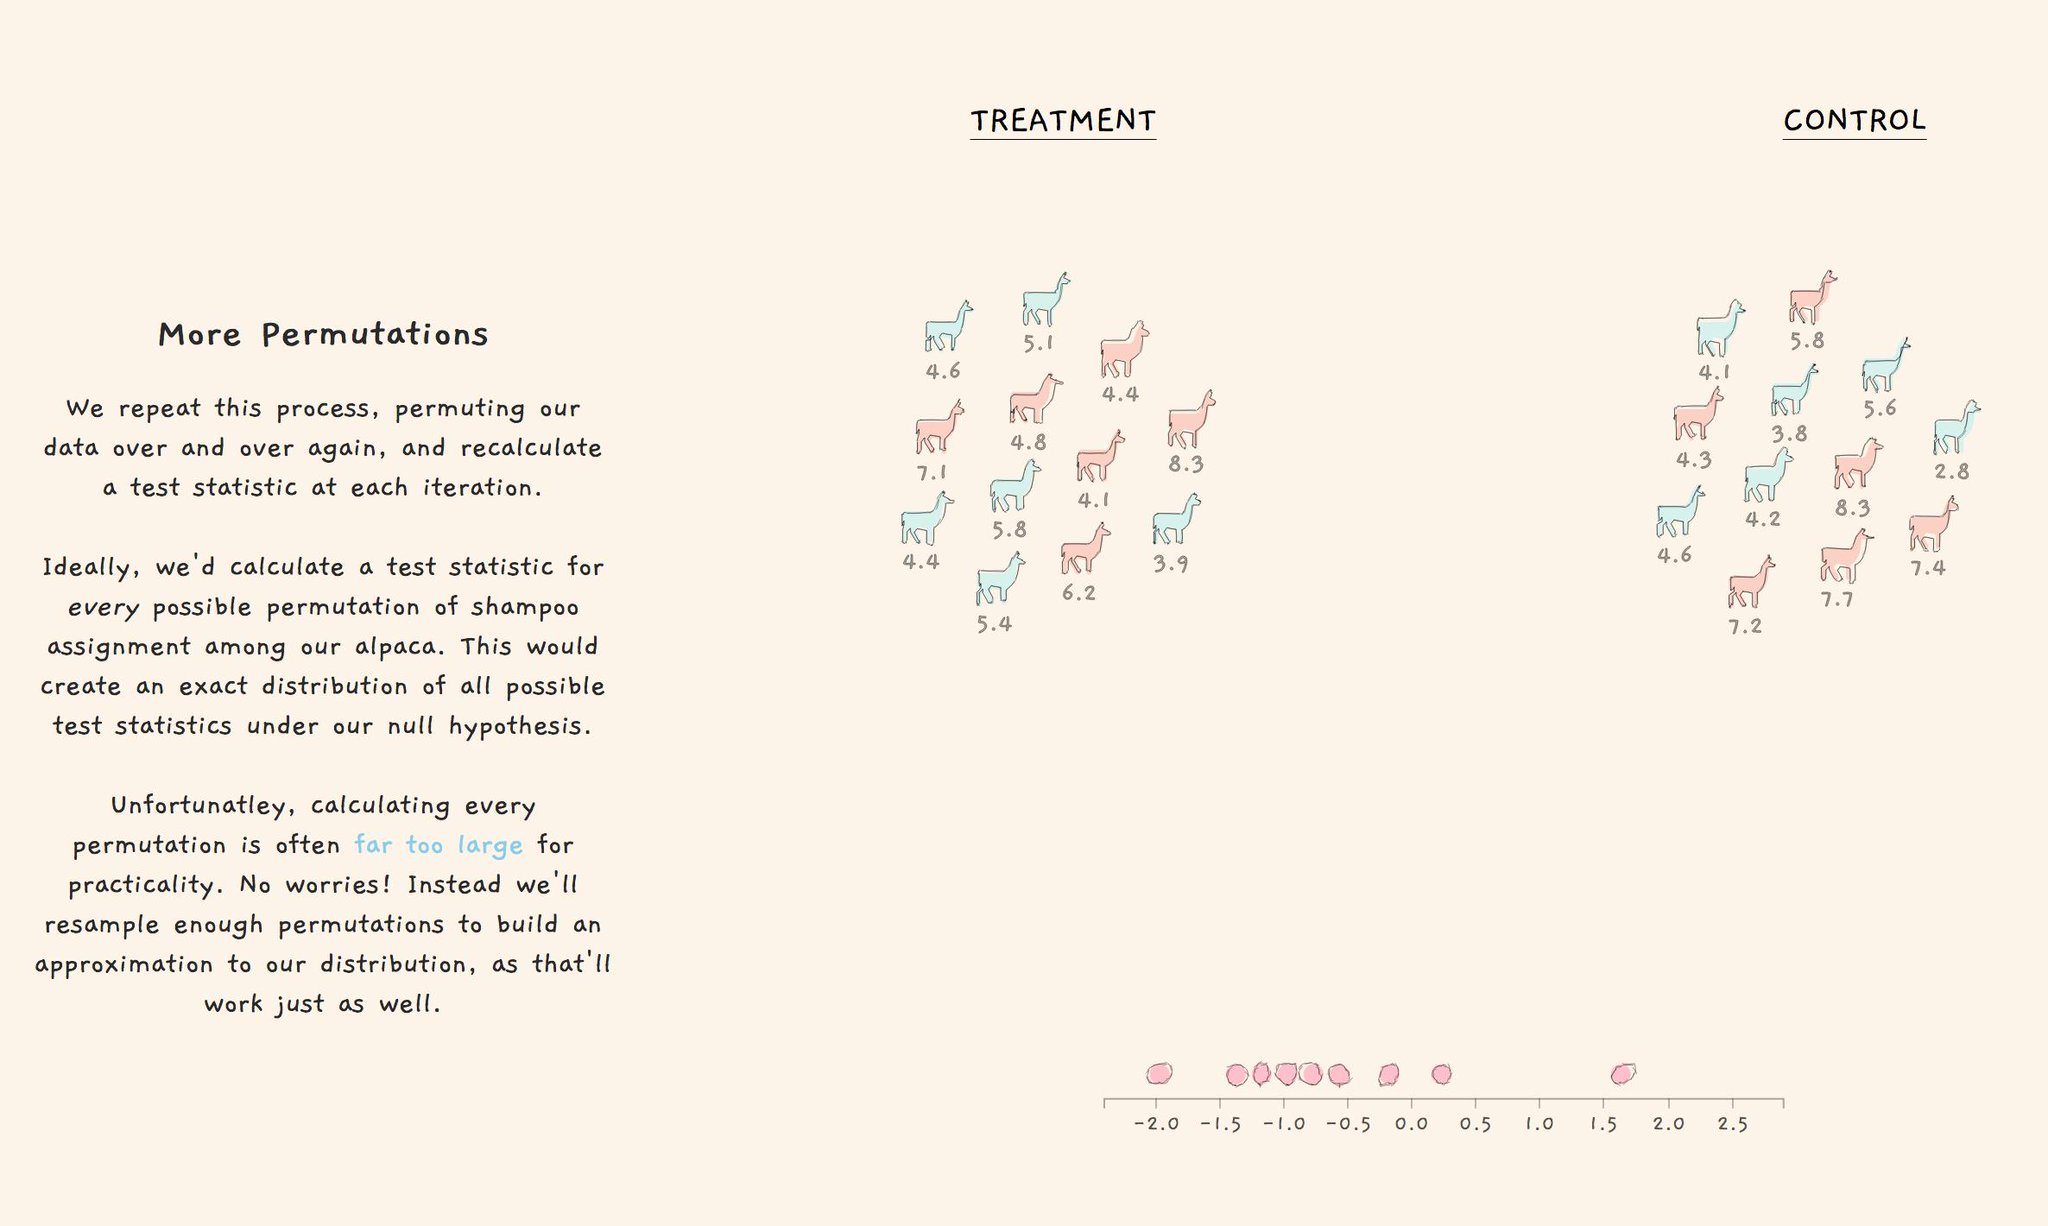 TREATMENT
CONTROL
More Permutations
We repeat this process, permuting our
data over and over again, and recalculate
a test statistic at each iteration.
Ideally, we'd calculate a test statistic for
every possible permutation of shampoo
assignment among our alpaca. This would
create an exact distribution of all possible
test statistics under our null hypothesis.
Unfortunatley, calculating every
permutation is often far too large for
practicality. No worries! Instead we'll
resample enough permutations to build an
approximation to our distribution, as that'll
work just as well.
5.1
4.6
4.4
4.8
7.1
8.3
4.1
5.8
4.4
3.9
6.2
5.4
5.8
4.1
5.6
3.8
4.3
2.8
8.3
4.2
4.6
7.4
7.7
7.2
-2.0 -1.5 -1.0 -0.5 0.0 0.5 1.0 1.5 2.0 2.5